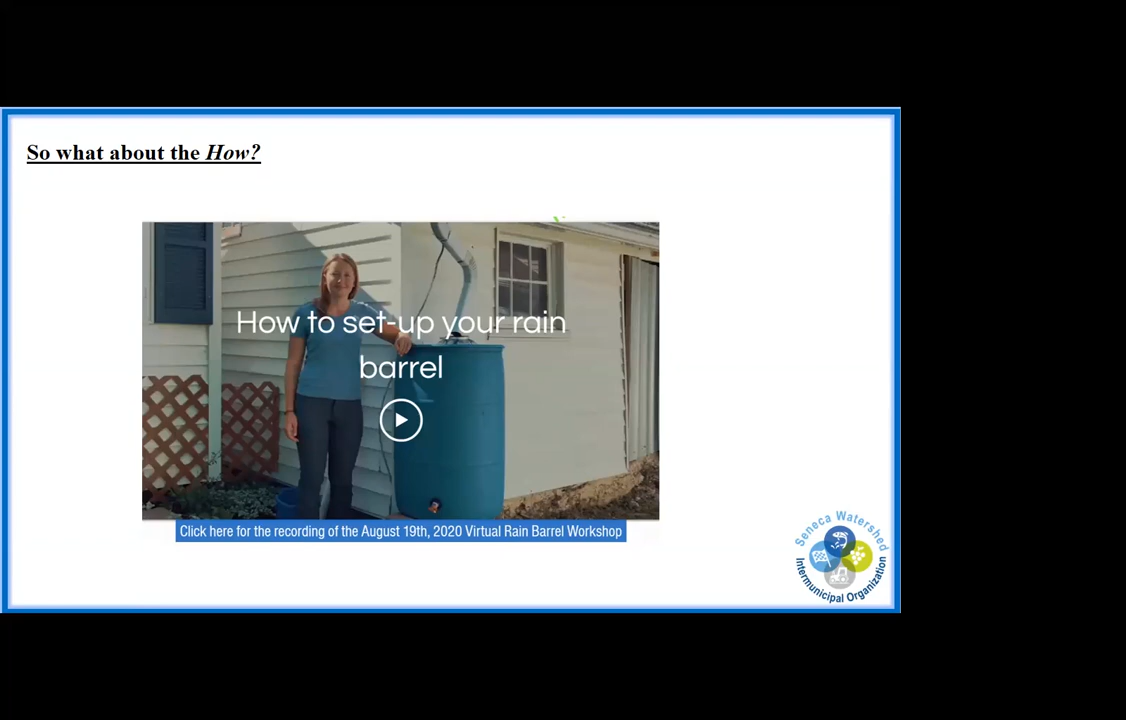 So what about the How?
How to set-up your rain
barrel
Click here for the recording of the August 19th, 2020 Virtual Rain Barrel Workshop
Seneca Watershed
Intermunicipal Organization